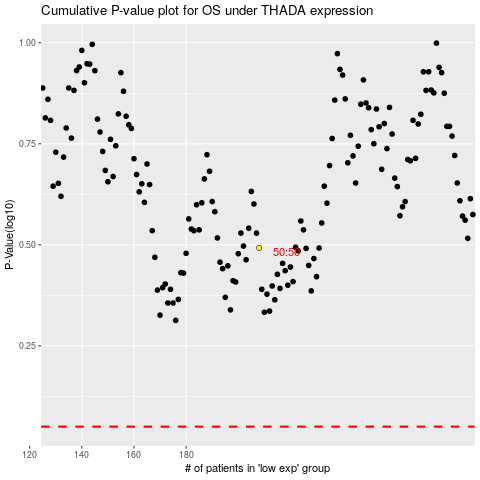 Cumulative P-value plot for OS under THADA expression
P-Value(log10)
1.00
0.75
0.50
0.25
50:50
120 140 160 180
# of patients in 'low exp' group